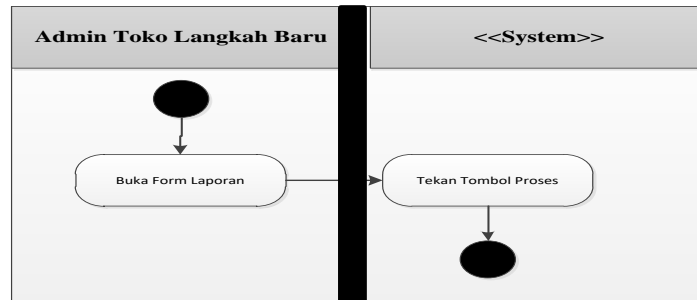 Admin Toko Langkah Baru
<<System>>
Buka Form Laporan
Tekan Tombol Proses